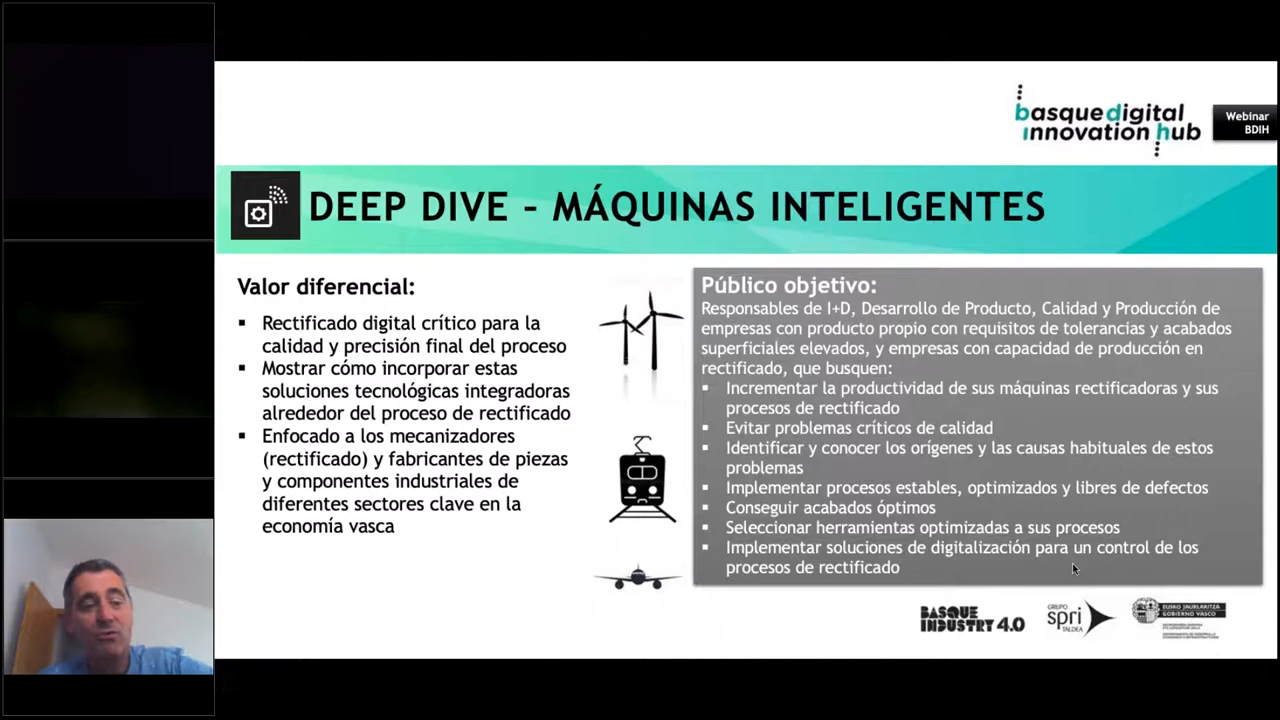 basque digital
innovation hub
Webinar
BDIH
DEEP DIVE – MÁQUINAS INTELIGENTES
Valor diferencial:
▪ Rectificado digital crítico para la
calidad y precisión final del proceso
▪ Mostrar cómo incorporar estas
soluciones tecnológicas integradoras
alrededor del proceso de rectificado
▪ Enfocado a los mecanizadores
(rectificado) y fabricantes de piezas
y componentes industriales de
diferentes sectores clave en la
economía vasca
Público objetivo:
Responsables de I+D, Desarrollo de Producto, Calidad y Producción de
empresas con producto propio con requisitos de tolerancias y acabados
superficiales elevados, y empresas con capacidad de producción en
rectificado, que busquen:
▪ Incrementar la productividad de sus máquinas rectificadoras y sus
procesos de rectificado
▪ Evitar problemas críticos de calidad
▪ Identificar y conocer los orígenes y las causas habituales de estos
problemas
▪ Implementar procesos estables, optimizados y libres de defectos
▪ Conseguir acabados óptimos
▪ Seleccionar herramientas optimizadas a sus procesos
▪ Implementar soluciones de digitalización para un control de los
procesos de rectificado
BASQUE
INDUSTRY 4.0
GRUPO
spri
TALDEA
EUSKO JAURLARITZA
GOBIERNO VASCO